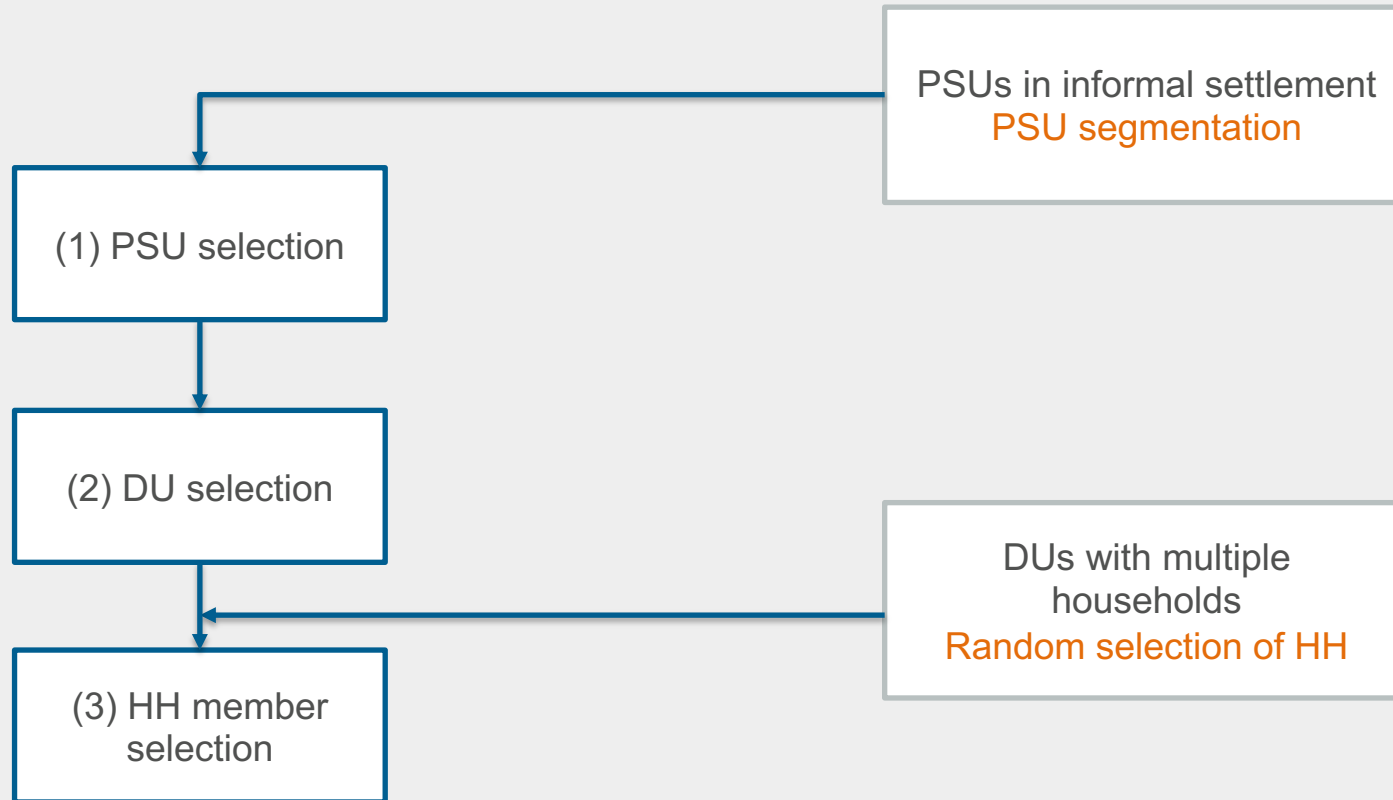 PSUs in informal settlement
PSU segmentation
(1) PSU selection
(2) DU selection
DUs with multiple
households
Random selection of HH
(3) HH member
selection